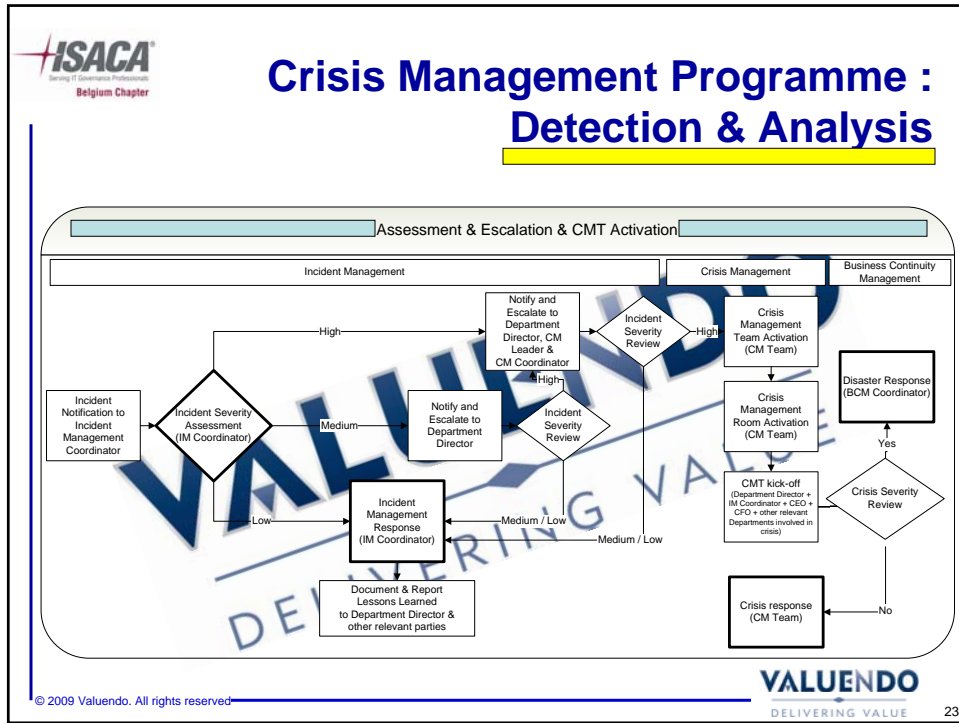 ISACA®
Serving IT Governance Professionals
Belgium Chapter
Crisis Management Programme :
Detection & Analysis
Assessment & Escalation & CMT Activation
Incident Management
Crisis Management
Business Continuity
Management
Incident
Notification to
Incident
Management
Coordinator
Incident Severity
Assessment
(IM Coordinator)
High
Medium
Low
Notify and
Escalate to
Department
Director, CM
Leader &
CM Coordinator
Notify and
Escalate to
Department
Director
High
Incident
Severity
Review
Medium / Low
Incident
Severity
Review
High
Medium / Low
Incident
Management
Response
(IM Coordinator)
Document & Report
Lessons Learned
to Department Director &
other relevant parties
Crisis
Management
Team Activation
(CM Team)
Crisis
Management
Room Activation
(CM Team)
CMT kick-off
(Department Director +
IM Coordinator + CEO +
CFO + other relevant
Departments involved in
crisis)
Disaster Response
(BCM Coordinator)
Yes
Crisis Severity
Review
No
Crisis response
(CM Team)
VALUENDO
DELIVERING VALUE
© 2009 Valuendo. All rights reserved
VALUENDO
DELIVERING VALUE
23